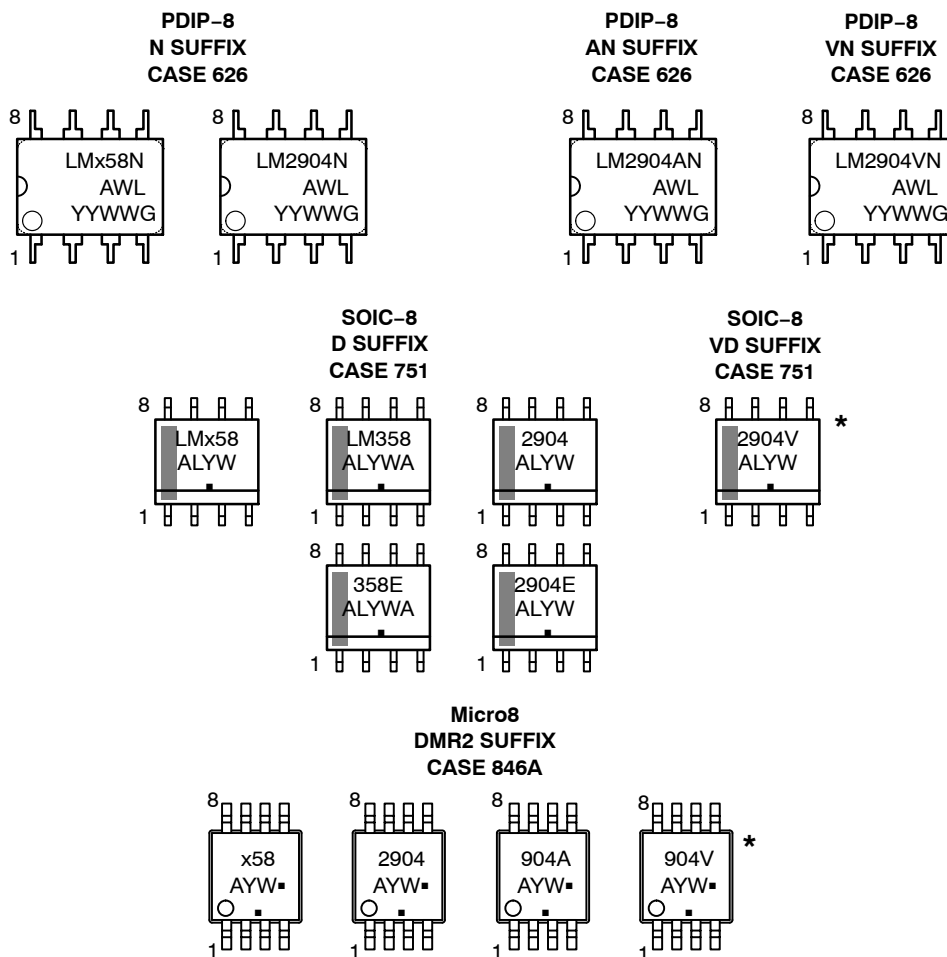 PDIP−8
N SUFFIX
CASE 626
PDIP−8
AN SUFFIX
CASE 626
PDIP−8
VN SUFFIX
CASE 626
8
LMx58N
AWL
YYWWG
1
LM2904N
AWL
YYWWG
1
8
LM2904AN
AWL
YYWWG
1
8
LM2904VN
AWL
YYWWG
1
SOIC−8
D SUFFIX
CASE 751
SOIC−8
VD SUFFIX
CASE 751
8
LMx58
ALYW
1
8
LM358
ALYWA
1
8
2904
ALYW
1
8
2904V
ALYW
1
*
8
358E
ALYWA
1
8
2904E
ALYW
1
Micro8
DMR2 SUFFIX
CASE 846A
8
x58
AYW
1
8
2904
AYW
1
8
904A
AYW
1
8
904V
AYW
1
*